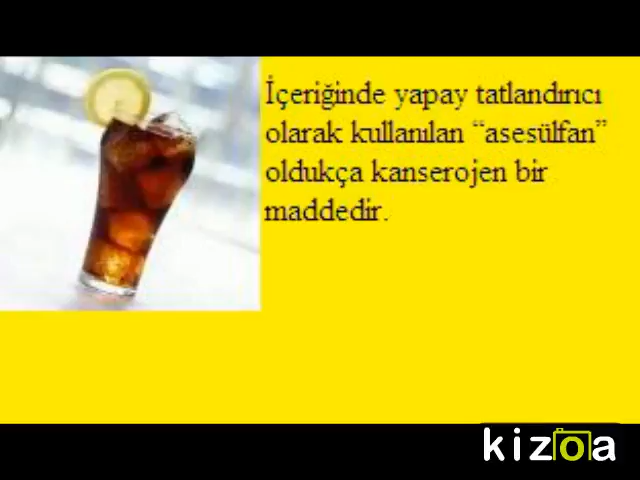 İçeriğinde yapay tatlandırıcı
olarak kullanılan “asesülfan”
oldukça kanserojen bir
maddedir.
kizoa